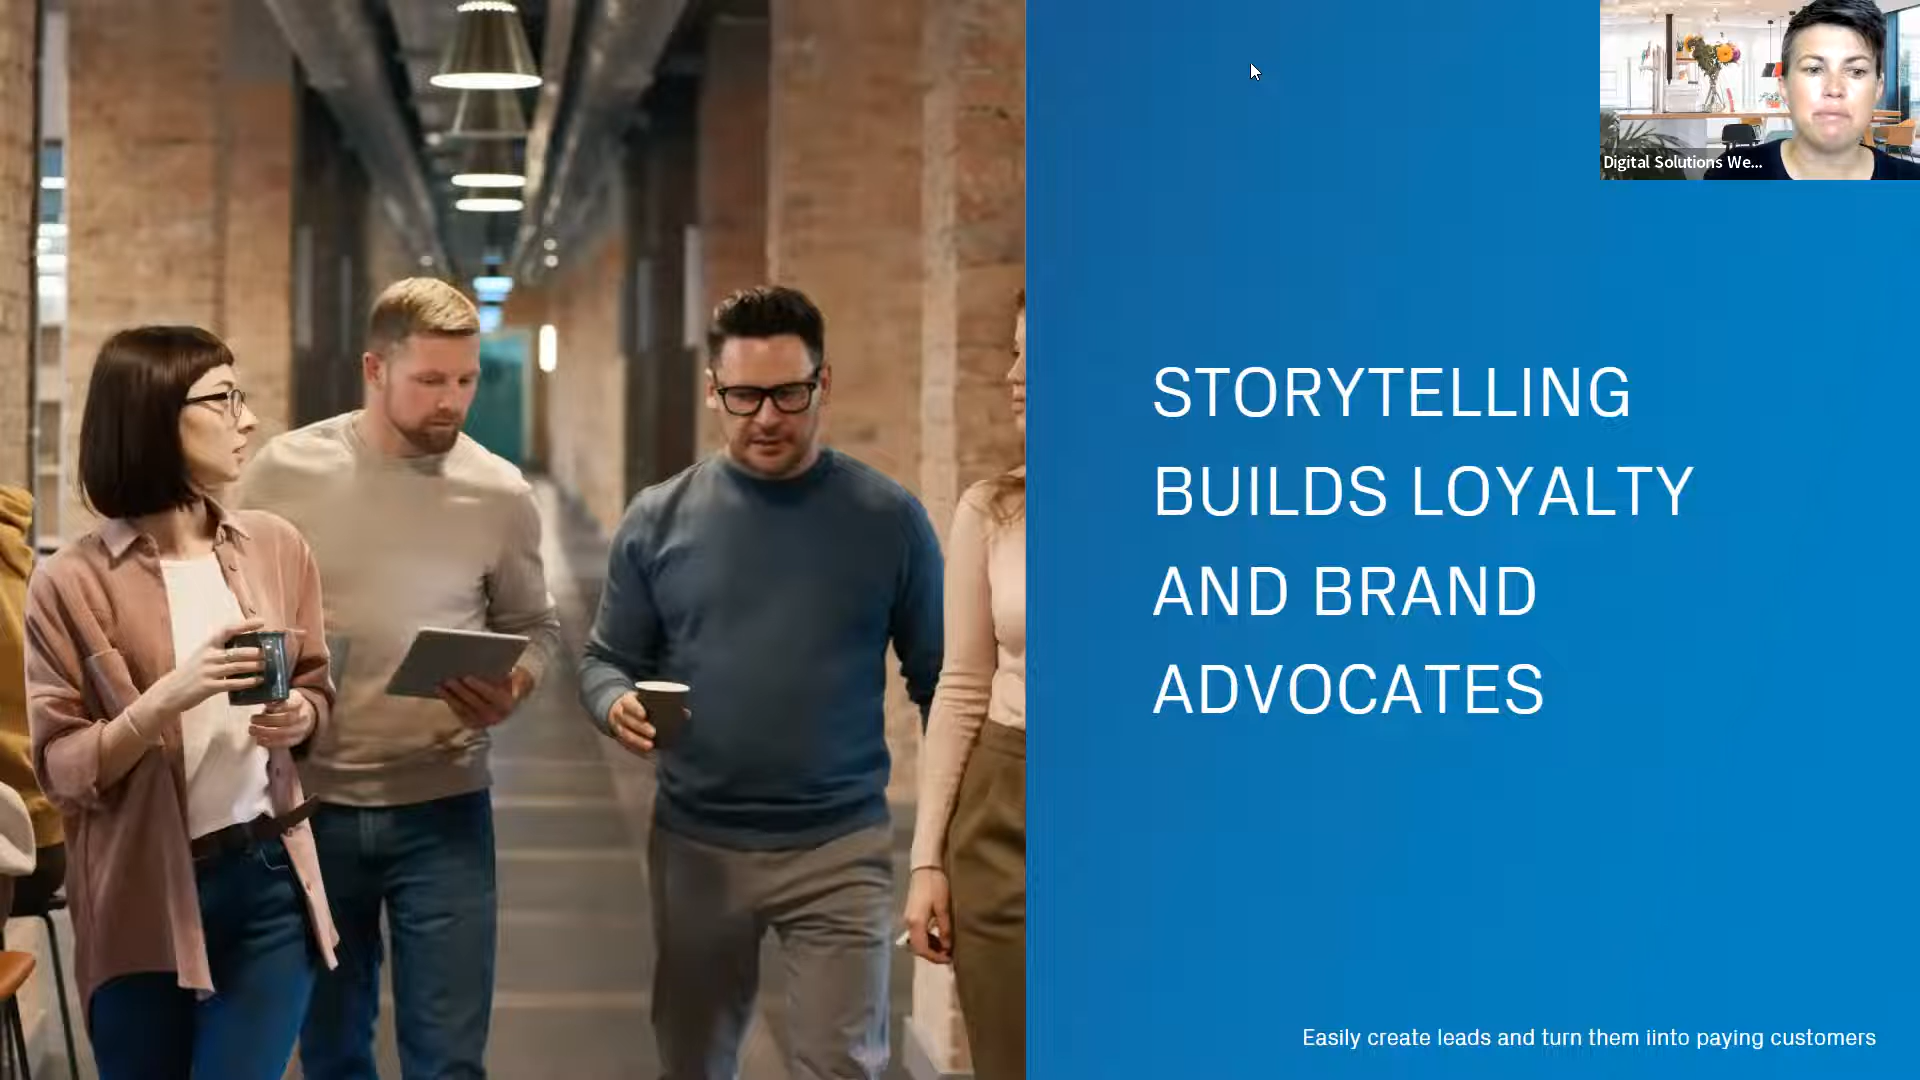 Digital Solutions We...
STORYTELLING
BUILDS LOYALTY
AND BRAND
ADVOCATES
Easily create leads and turn them iinto paying customers